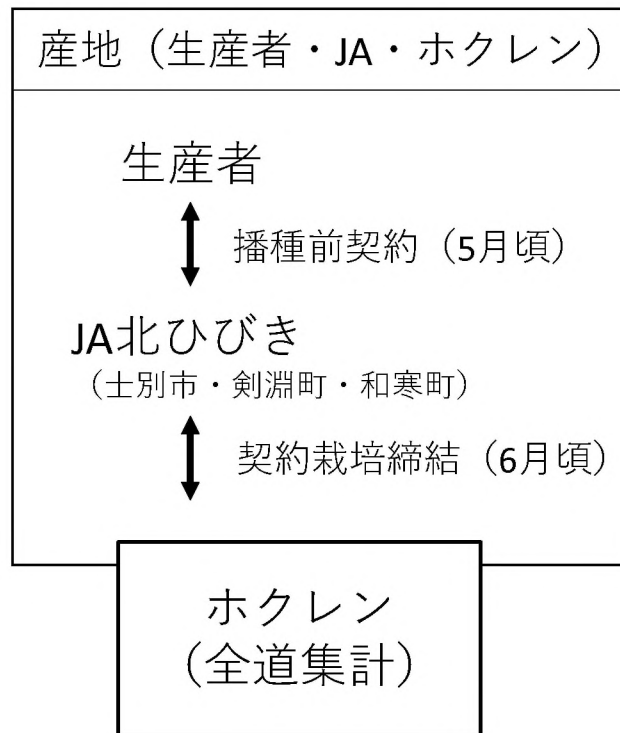 産地（生産者・JA・ホクレン）
生産者
播種前契約（5月頃）
JA北ひびき
（士別市・剣淵町・和寒町）
契約栽培締結（6月頃）
ホクレン
（全道集計）